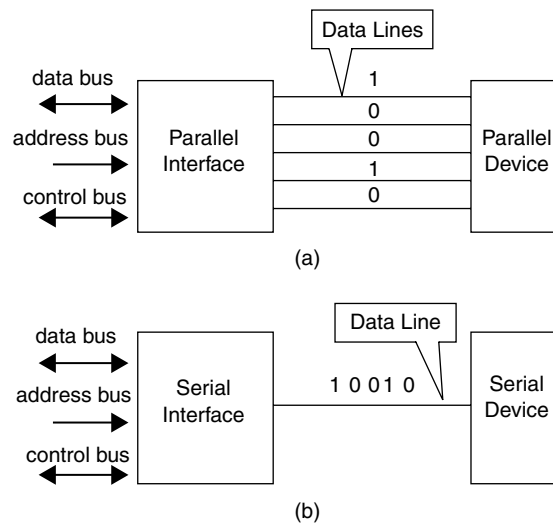 Data Lines
data bus
address bus
control bus
Parallel
Interface
1
0
0
1
0
Parallel
Device
(a)
Data Line
data bus
address bus
control bus
Serial
Interface
1 0 0 1 0
Serial
Device
(b)